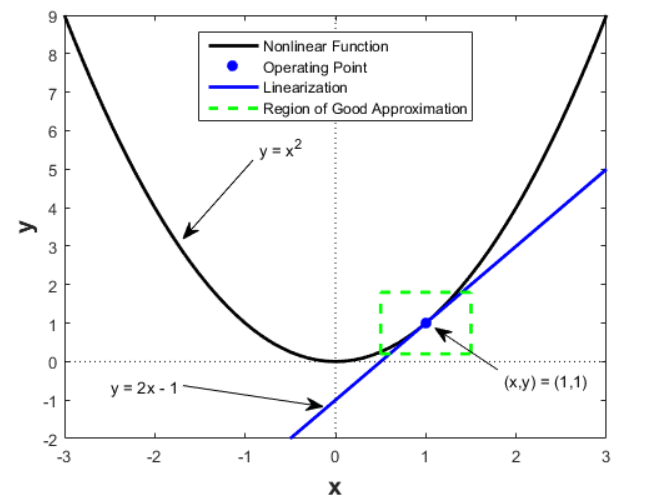 9
8
7
6
5
4
3
2
1
0
-1
-2
-3
-2
-1
0
1
2
3
y
x
Nonlinear Function
Operating Point
Linearization
Region of Good Approximation
y = x²
y = 2x - 1
(x,y) = (1,1)